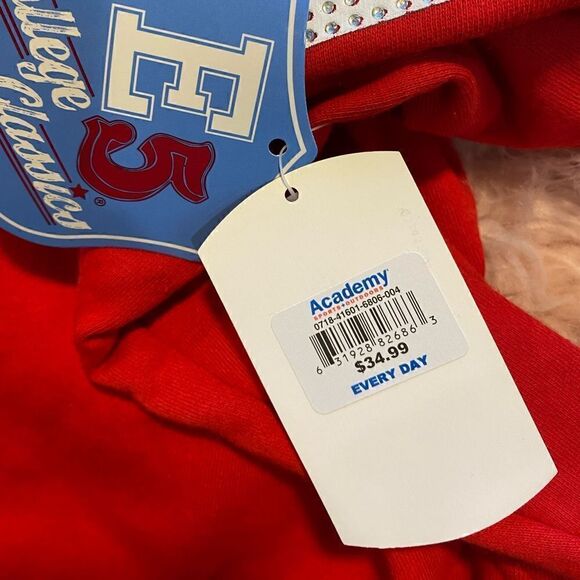 E5
College
Classics
®
Academy
SPORTS+OUTDOORS
0718-41601-6806-004
6 31928 82686 3
$34.99
EVERY DAY